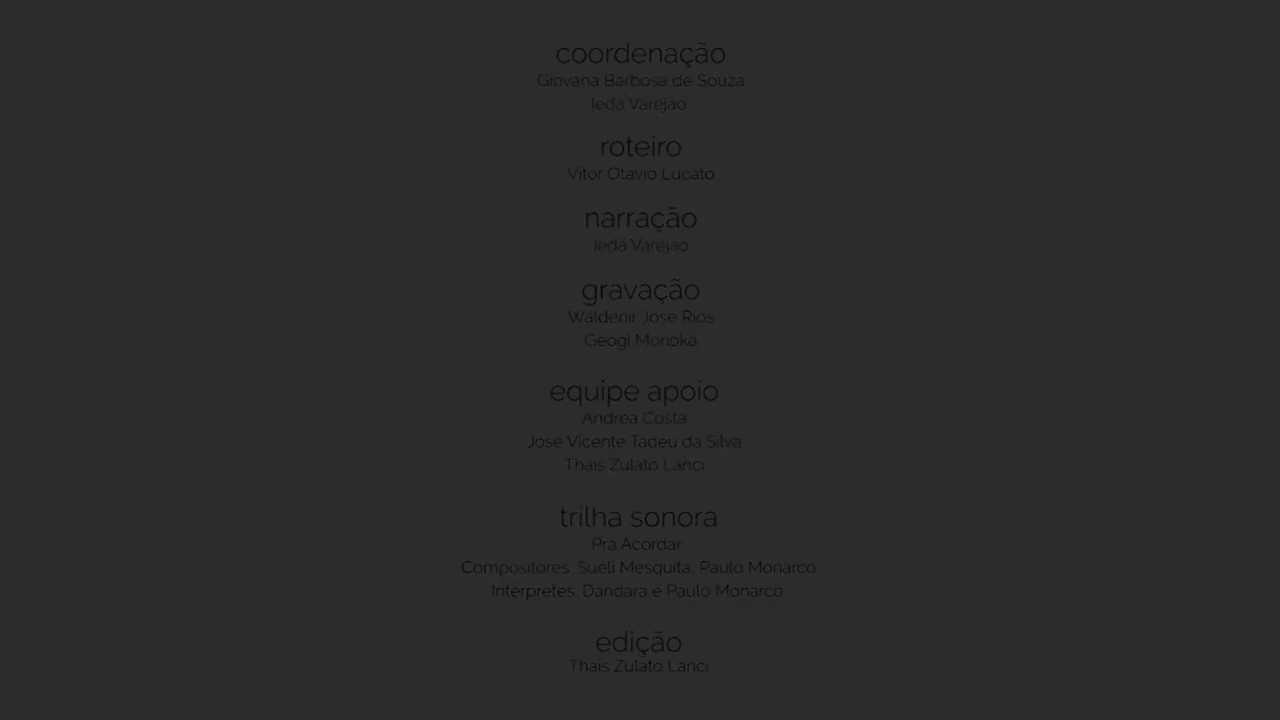 coordenação
Giovana Barbosa de Souza
Ieda Varejão
roteiro
Vitor Otavio Lucato
narração
Ieda Varejao
gravação
Waldenir Jose Rios
Geogi Morioka
equipe apoio
Andrea Costa
Jose Vicente Tadeu da Silva
Thais Zulato Lanci
trilha sonora
Pra Acordar
Compositores: Sueli Mesquita, Paulo Monarco
Interpretes: Dandara e Paulo Monarco
edição
Thais Zulato Lanci